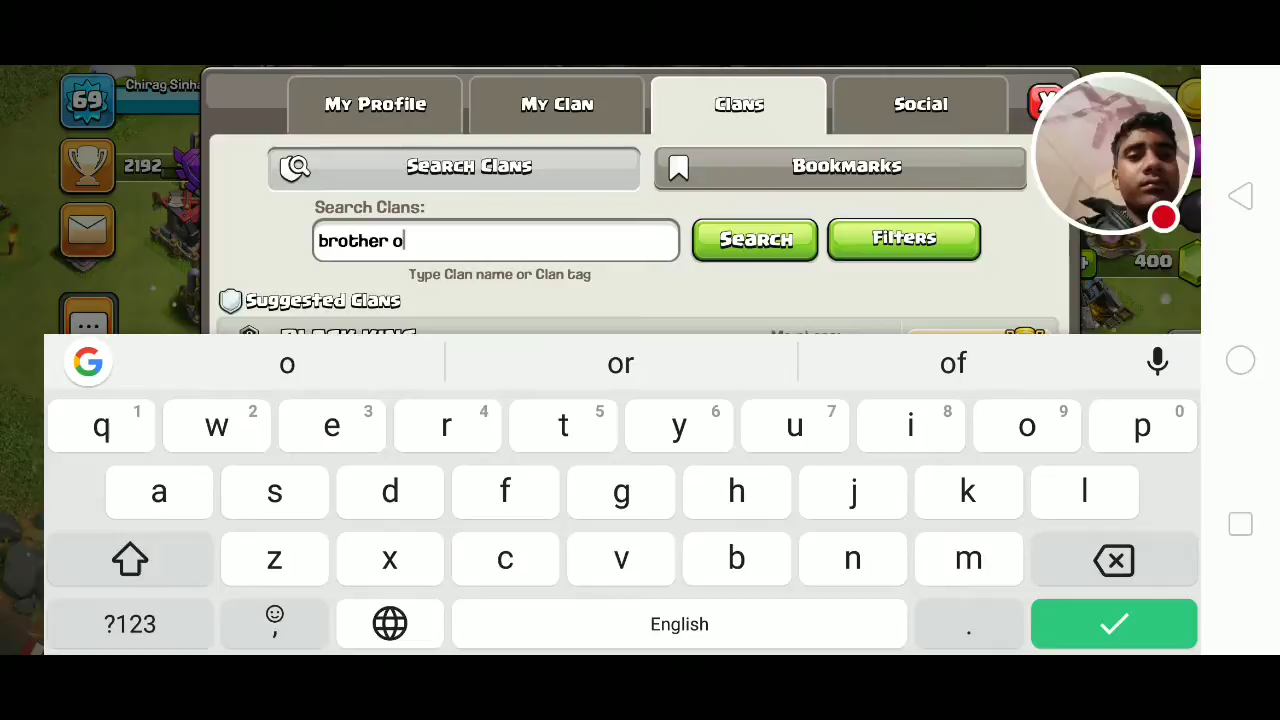 69
Chirag Sinha
2192
My Profile
My Clan
Clans
Social
Search Clans
Bookmarks
Search Clans:
brother o
Search
Filters
Type Clan name or Clan tag
Suggested Clans
BLACK KING
400
o
or
of
q 1 w 2 e 3 r 4 t 5 y 6 u 7 i 8 o 9 p 0
a s d f g h j k l
z x c v b n m
?123
,
English
.